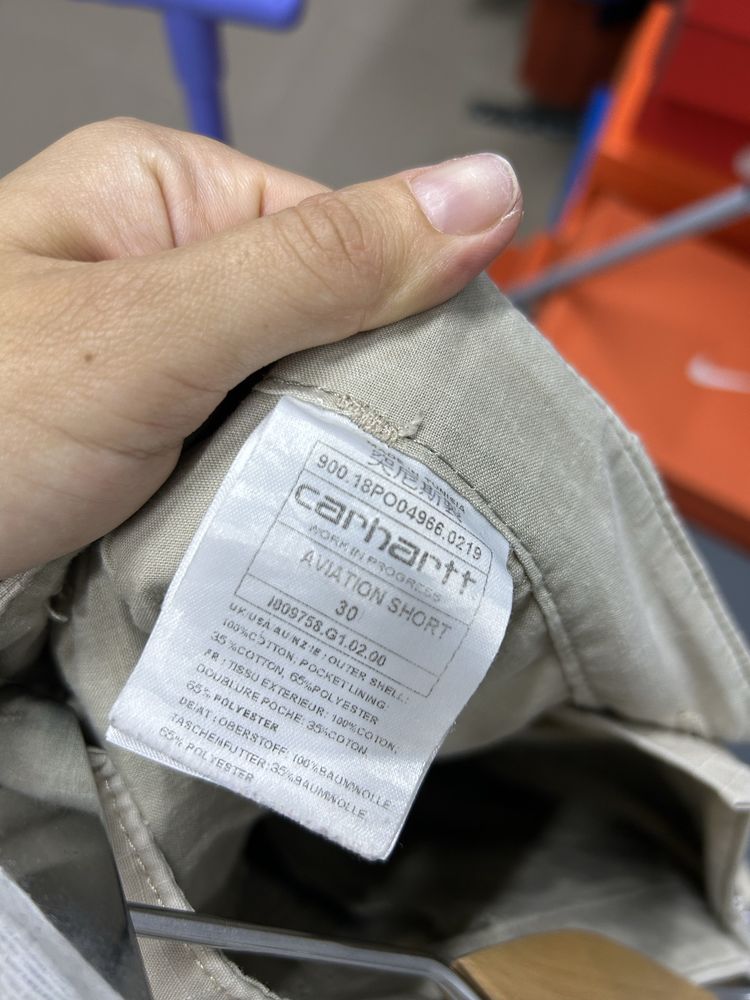 900.18PO04966.0219
carhartt
WORK IN PROGRESS
AVIATION SHORT
30
I009758.G1.02.00
UK/USA/AU/NZ/IE: OUTER SHELL:
100%COTTON, POCKET LINING:
35%COTTON, 65%POLYESTER
FR: TISSU EXTERIEUR: 100%COTON,
DOUBLURE POCHE: 35%COTON,
65% POLYESTER
DE/AT: OBERSTOFF: 100%BAUMWOLLE,
TASCHENFUTTER: 35%BAUMWOLLE,
65% POLYESTER